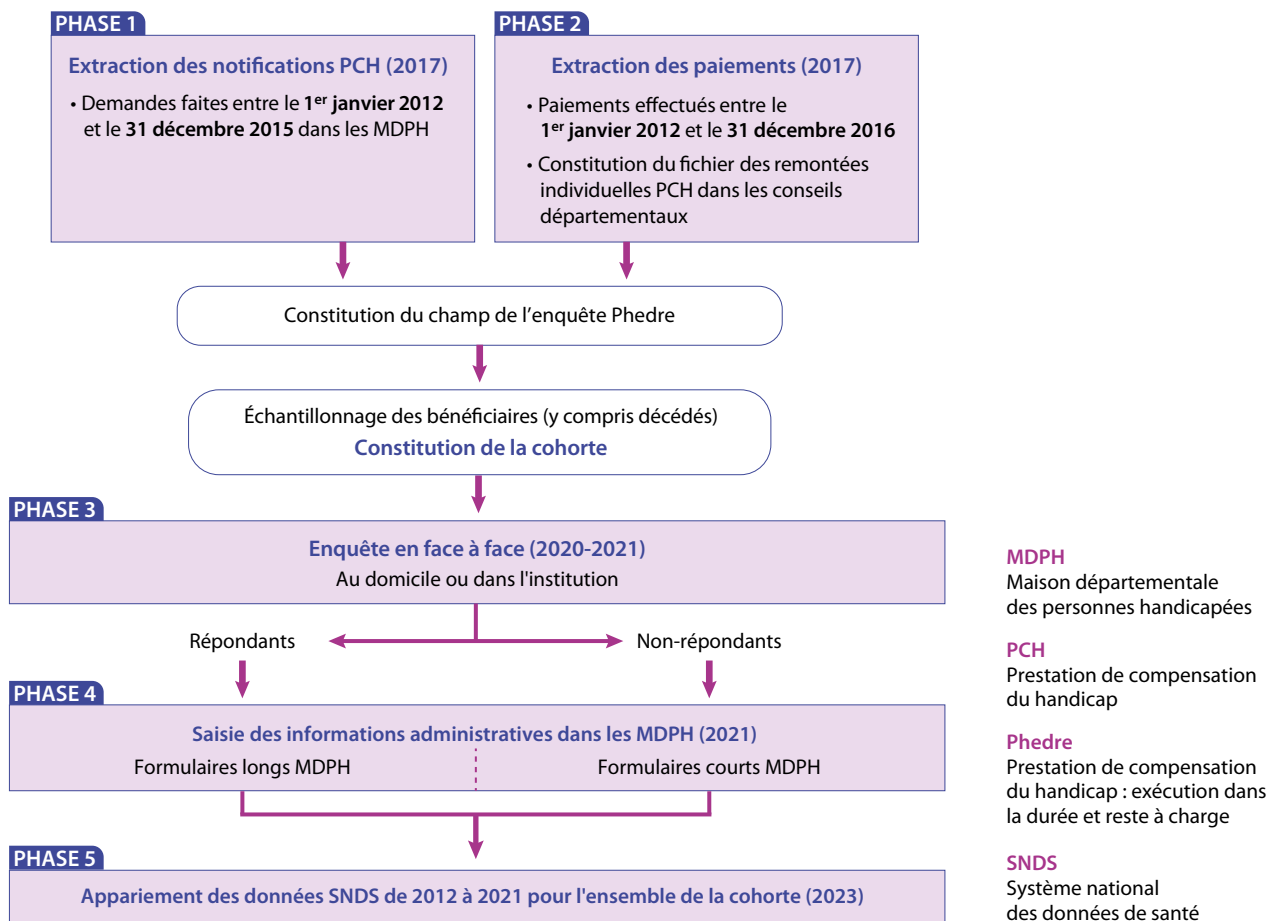 PHASE 1
Extraction des notifications PCH (2017)
• Demandes faites entre le 1er janvier 2012
et le 31 décembre 2015 dans les MDPH
PHASE 2
Extraction des paiements (2017)
• Paiements effectués entre le
1er janvier 2012 et le 31 décembre 2016
• Constitution du fichier des remontées
individuelles PCH dans les conseils
départementaux
Constitution du champ de l'enquête Phedre
Échantillonnage des bénéficiaires (y compris décédés)
Constitution de la cohorte
PHASE 3
Enquête en face à face (2020-2021)
Au domicile ou dans l'institution
Répondants
Non-répondants
PHASE 4
Saisie des informations administratives dans les MDPH (2021)
Formulaires longs MDPH
Formulaires courts MDPH
PHASE 5
Appariement des données SNDS de 2012 à 2021 pour l'ensemble de la cohorte (2023)
MDPH
Maison départementale
des personnes handicapées
PCH
Prestation de compensation
du handicap
Phedre
Prestation de compensation
du handicap : exécution dans
la durée et reste à charge
SNDS
Système national
des données de santé